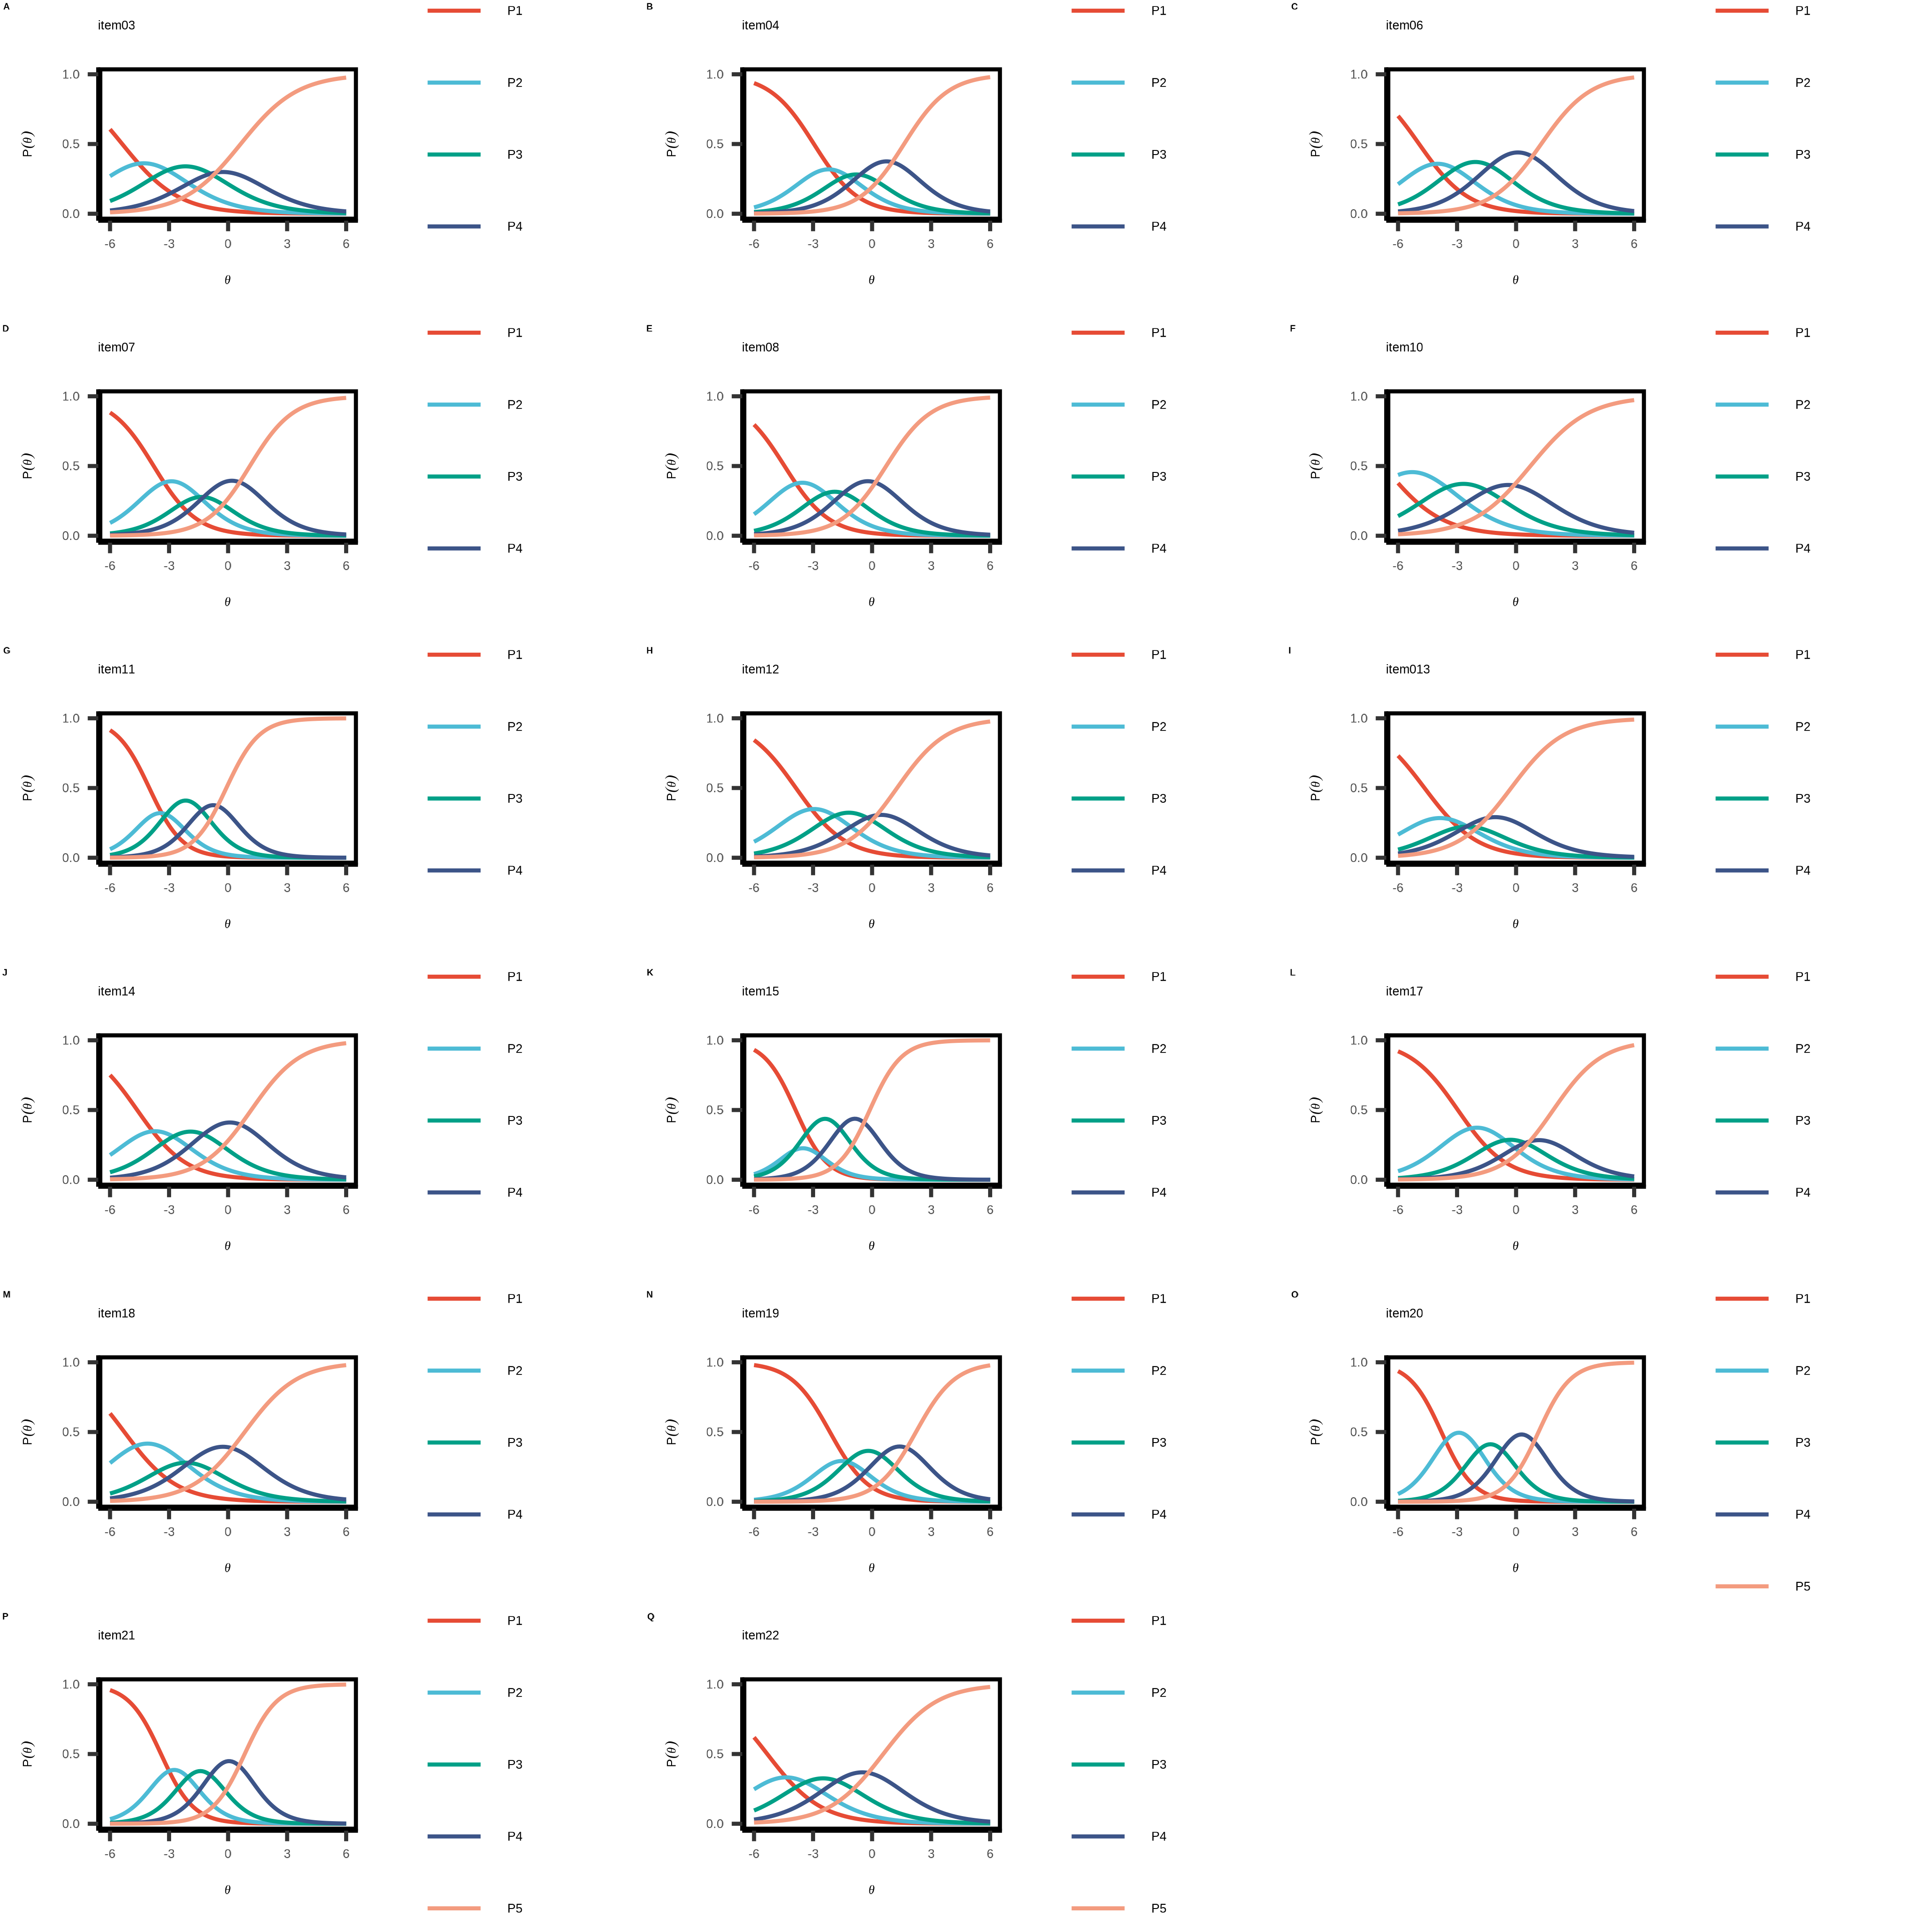 A
item03
P(θ)
1.0
0.5
0.0
-6 -3 0 3 6
θ
P1
P2
P3
P4
B
item04
P(θ)
1.0
0.5
0.0
-6 -3 0 3 6
θ
P1
P2
P3
P4
C
item06
P(θ)
1.0
0.5
0.0
-6 -3 0 3 6
θ
P1
P2
P3
P4
D
item07
P(θ)
1.0
0.5
0.0
-6 -3 0 3 6
θ
P1
P2
P3
P4
E
item08
P(θ)
1.0
0.5
0.0
-6 -3 0 3 6
θ
P1
P2
P3
P4
F
item10
P(θ)
1.0
0.5
0.0
-6 -3 0 3 6
θ
P1
P2
P3
P4
G
item11
P(θ)
1.0
0.5
0.0
-6 -3 0 3 6
θ
P1
P2
P3
P4
H
item12
P(θ)
1.0
0.5
0.0
-6 -3 0 3 6
θ
P1
P2
P3
P4
I
item013
P(θ)
1.0
0.5
0.0
-6 -3 0 3 6
θ
P1
P2
P3
P4
J
item14
P(θ)
1.0
0.5
0.0
-6 -3 0 3 6
θ
P1
P2
P3
P4
K
item15
P(θ)
1.0
0.5
0.0
-6 -3 0 3 6
θ
P1
P2
P3
P4
L
item17
P(θ)
1.0
0.5
0.0
-6 -3 0 3 6
θ
P1
P2
P3
P4
M
item18
P(θ)
1.0
0.5
0.0
-6 -3 0 3 6
θ
P1
P2
P3
P4
N
item19
P(θ)
1.0
0.5
0.0
-6 -3 0 3 6
θ
P1
P2
P3
P4
O
item20
P(θ)
1.0
0.5
0.0
-6 -3 0 3 6
θ
P1
P2
P3
P4
P5
P
item21
P(θ)
1.0
0.5
0.0
-6 -3 0 3 6
θ
P1
P2
P3
P4
P5
Q
item22
P(θ)
1.0
0.5
0.0
-6 -3 0 3 6
θ
P1
P2
P3
P4
P5